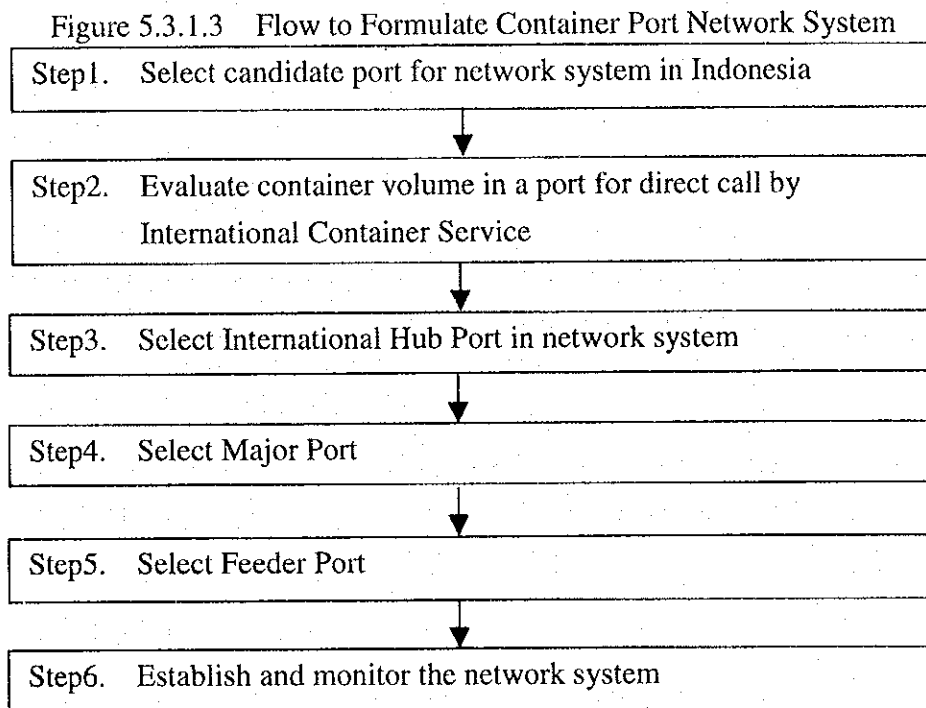 Figure 5.3.1.3 Flow to Formulate Container Port Network System
Step1. Select candidate port for network system in Indonesia
Step2. Evaluate container volume in a port for direct call by
International Container Service
Step3. Select International Hub Port in network system
Step4. Select Major Port
Step5. Select Feeder Port
Step6. Establish and monitor the network system